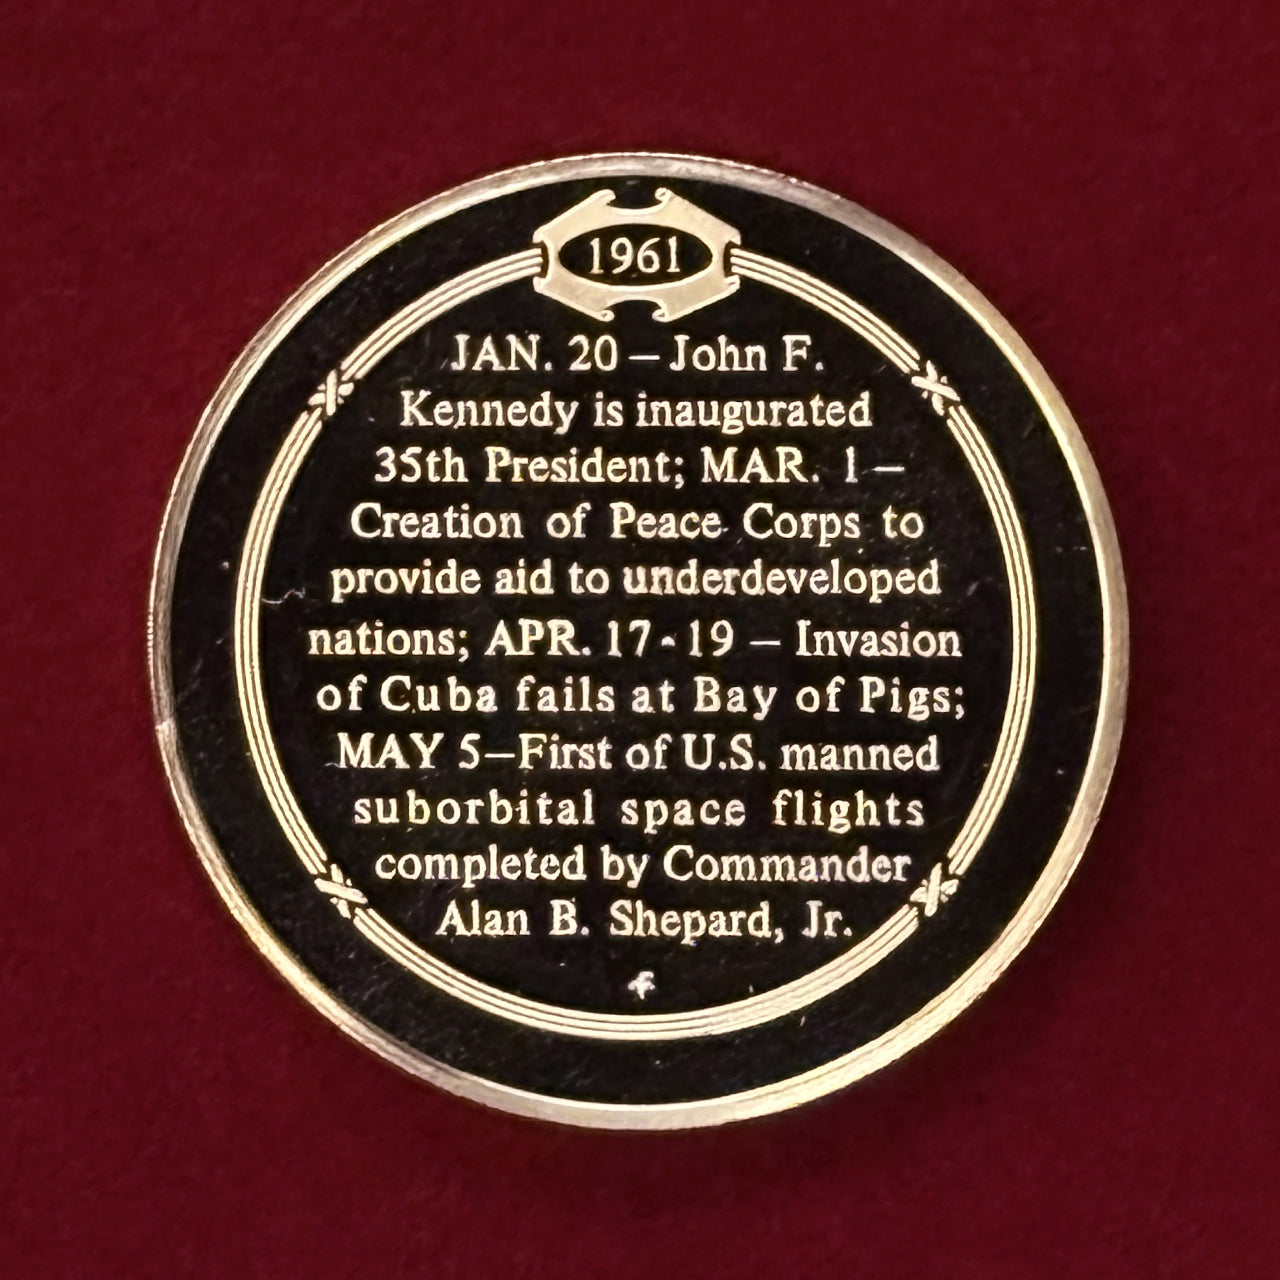 1961
JAN. 20 – John F.
Kennedy is inaugurated
35th President; MAR. 1 –
Creation of Peace Corps to
provide aid to underdeveloped
nations; APR. 17 - 19 – Invasion
of Cuba fails at Bay of Pigs;
MAY 5–First of U.S. manned
suborbital space flights
completed by Commander
Alan B. Shepard, Jr.